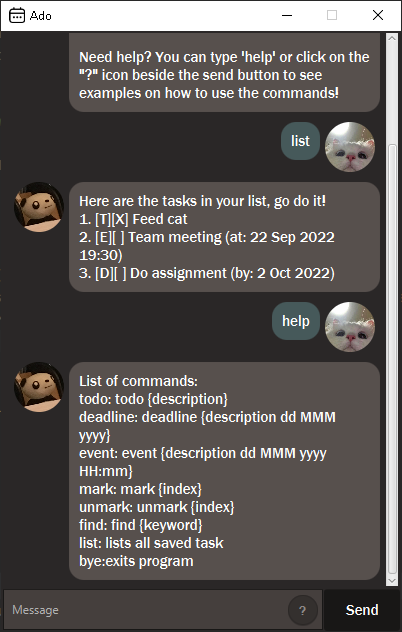 Ado
Need help? You can type 'help' or click on the
"?" icon beside the send button to see
examples on how to use the commands!
list
Here are the tasks in your list, go do it!
1. [T][X] Feed cat
2. [E][ ] Team meeting (at: 22 Sep 2022
19:30)
3. [D][ ] Do assignment (by: 2 Oct 2022)
help
List of commands:
todo: todo {description}
deadline: deadline {description dd MMM
yyyy}
event: event {description dd MMM yyyy
HH:mm}
mark: mark {index}
unmark: unmark {index}
find: find {keyword}
list: lists all saved task
bye:exits program
Message
?
Send